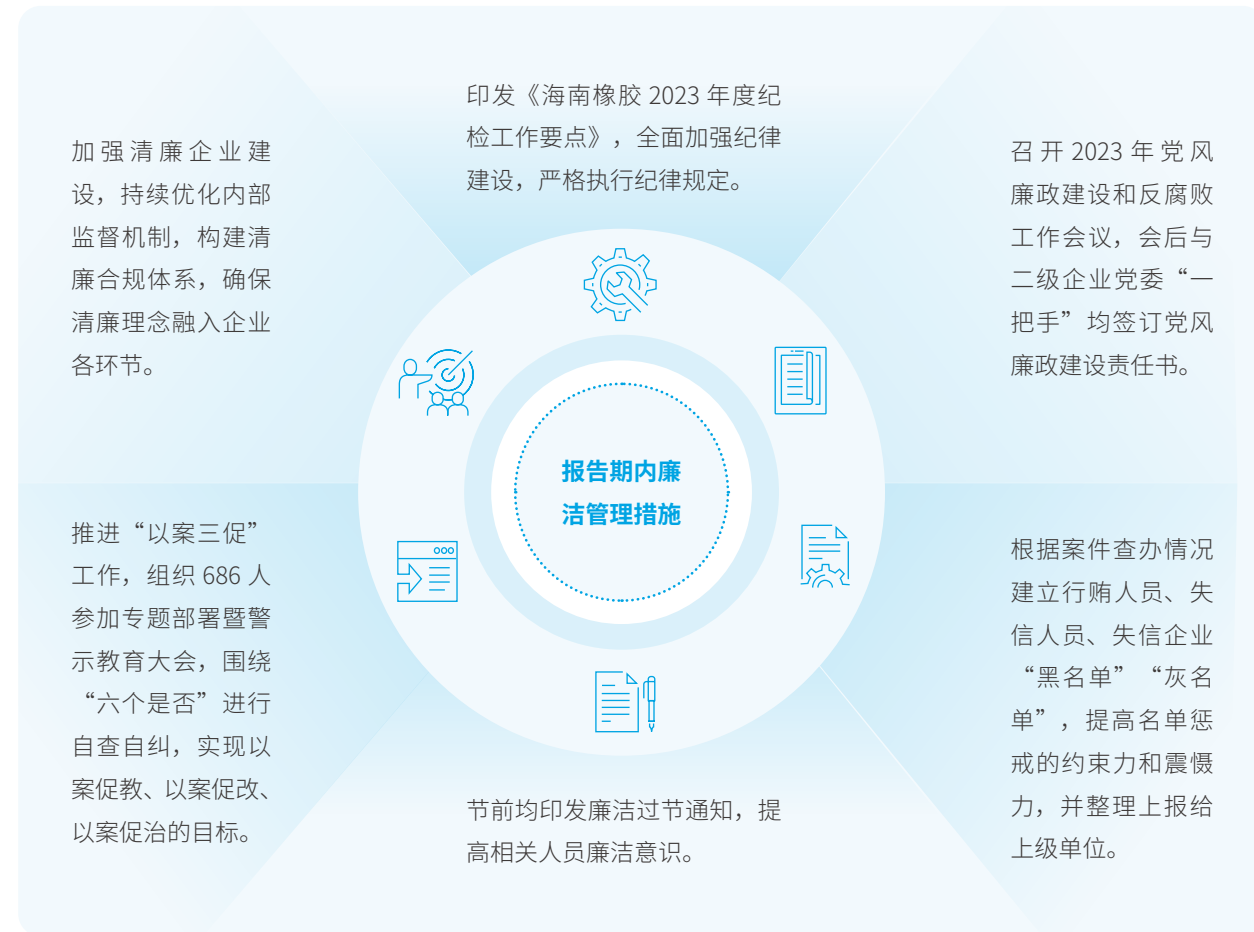 印发《海南橡胶 2023 年度纪
检工作要点》，全面加强纪律
建设，严格执行纪律规定。
召开 2023 年党风
廉政建设和反腐败
工作会议，会后与
二级企业党委“一
把手”均签订党风
廉政建设责任书。
根据案件查办情况
建立行贿人员、失
信人员、失信企业
“黑名单”“灰名
单”，提高名单惩
戒的约束力和震慑
力，并整理上报给
上级单位。
节前均印发廉洁过节通知，提
高相关人员廉洁意识。
推进“以案三促”
工作，组织 686 人
参加专题部署暨警
示教育大会，围绕
“六个是否”进行
自查自纠，实现以
案促教、以案促改、
以案促治的目标。
加强清廉企业建
设，持续优化内部
监督机制，构建清
廉合规体系，确保
清廉理念融入企业
各环节。
报告期内廉
洁管理措施